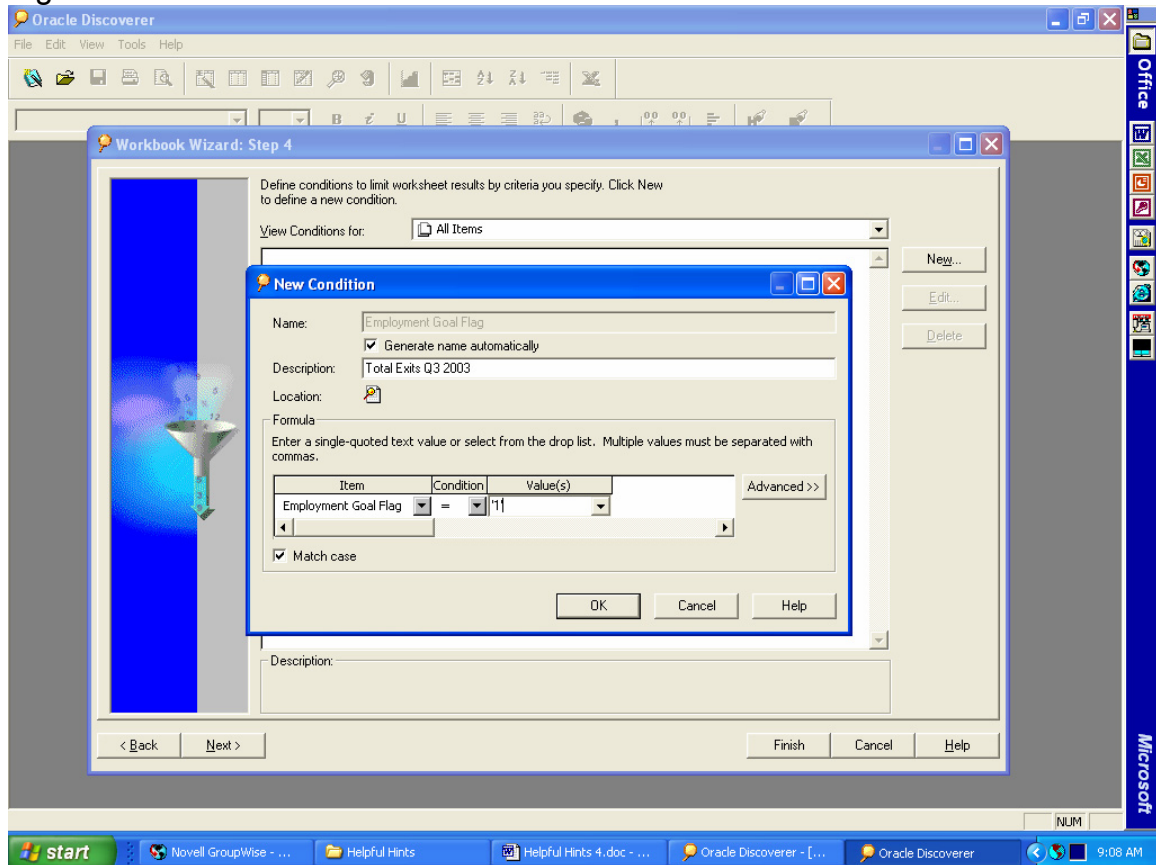 Oracle Discoverer
File Edit View Tools Help
Office
B i U
Workbook Wizard: Step 4
Define conditions to limit worksheet results by criteria you specify. Click New
to define a new condition.
View Conditions for: All Items
New...
Edit...
Delete
New Condition
Name: Employment Goal Flag
Generate name automatically
Description: Total Exits Q3 2003
Location:
Formula
Enter a single-quoted text value or select from the drop list. Multiple values must be separated with
commas.
Item Condition Value(s)
Advanced >>
Employment Goal Flag = '1'
Match case
OK Cancel Help
Description:
< Back Next > Finish Cancel Help
Microsoft
NUM
start Novell GroupWise - ... Helpful Hints Helpful Hints 4.doc - ... Oracle Discoverer - [... Oracle Discoverer 9:08 AM